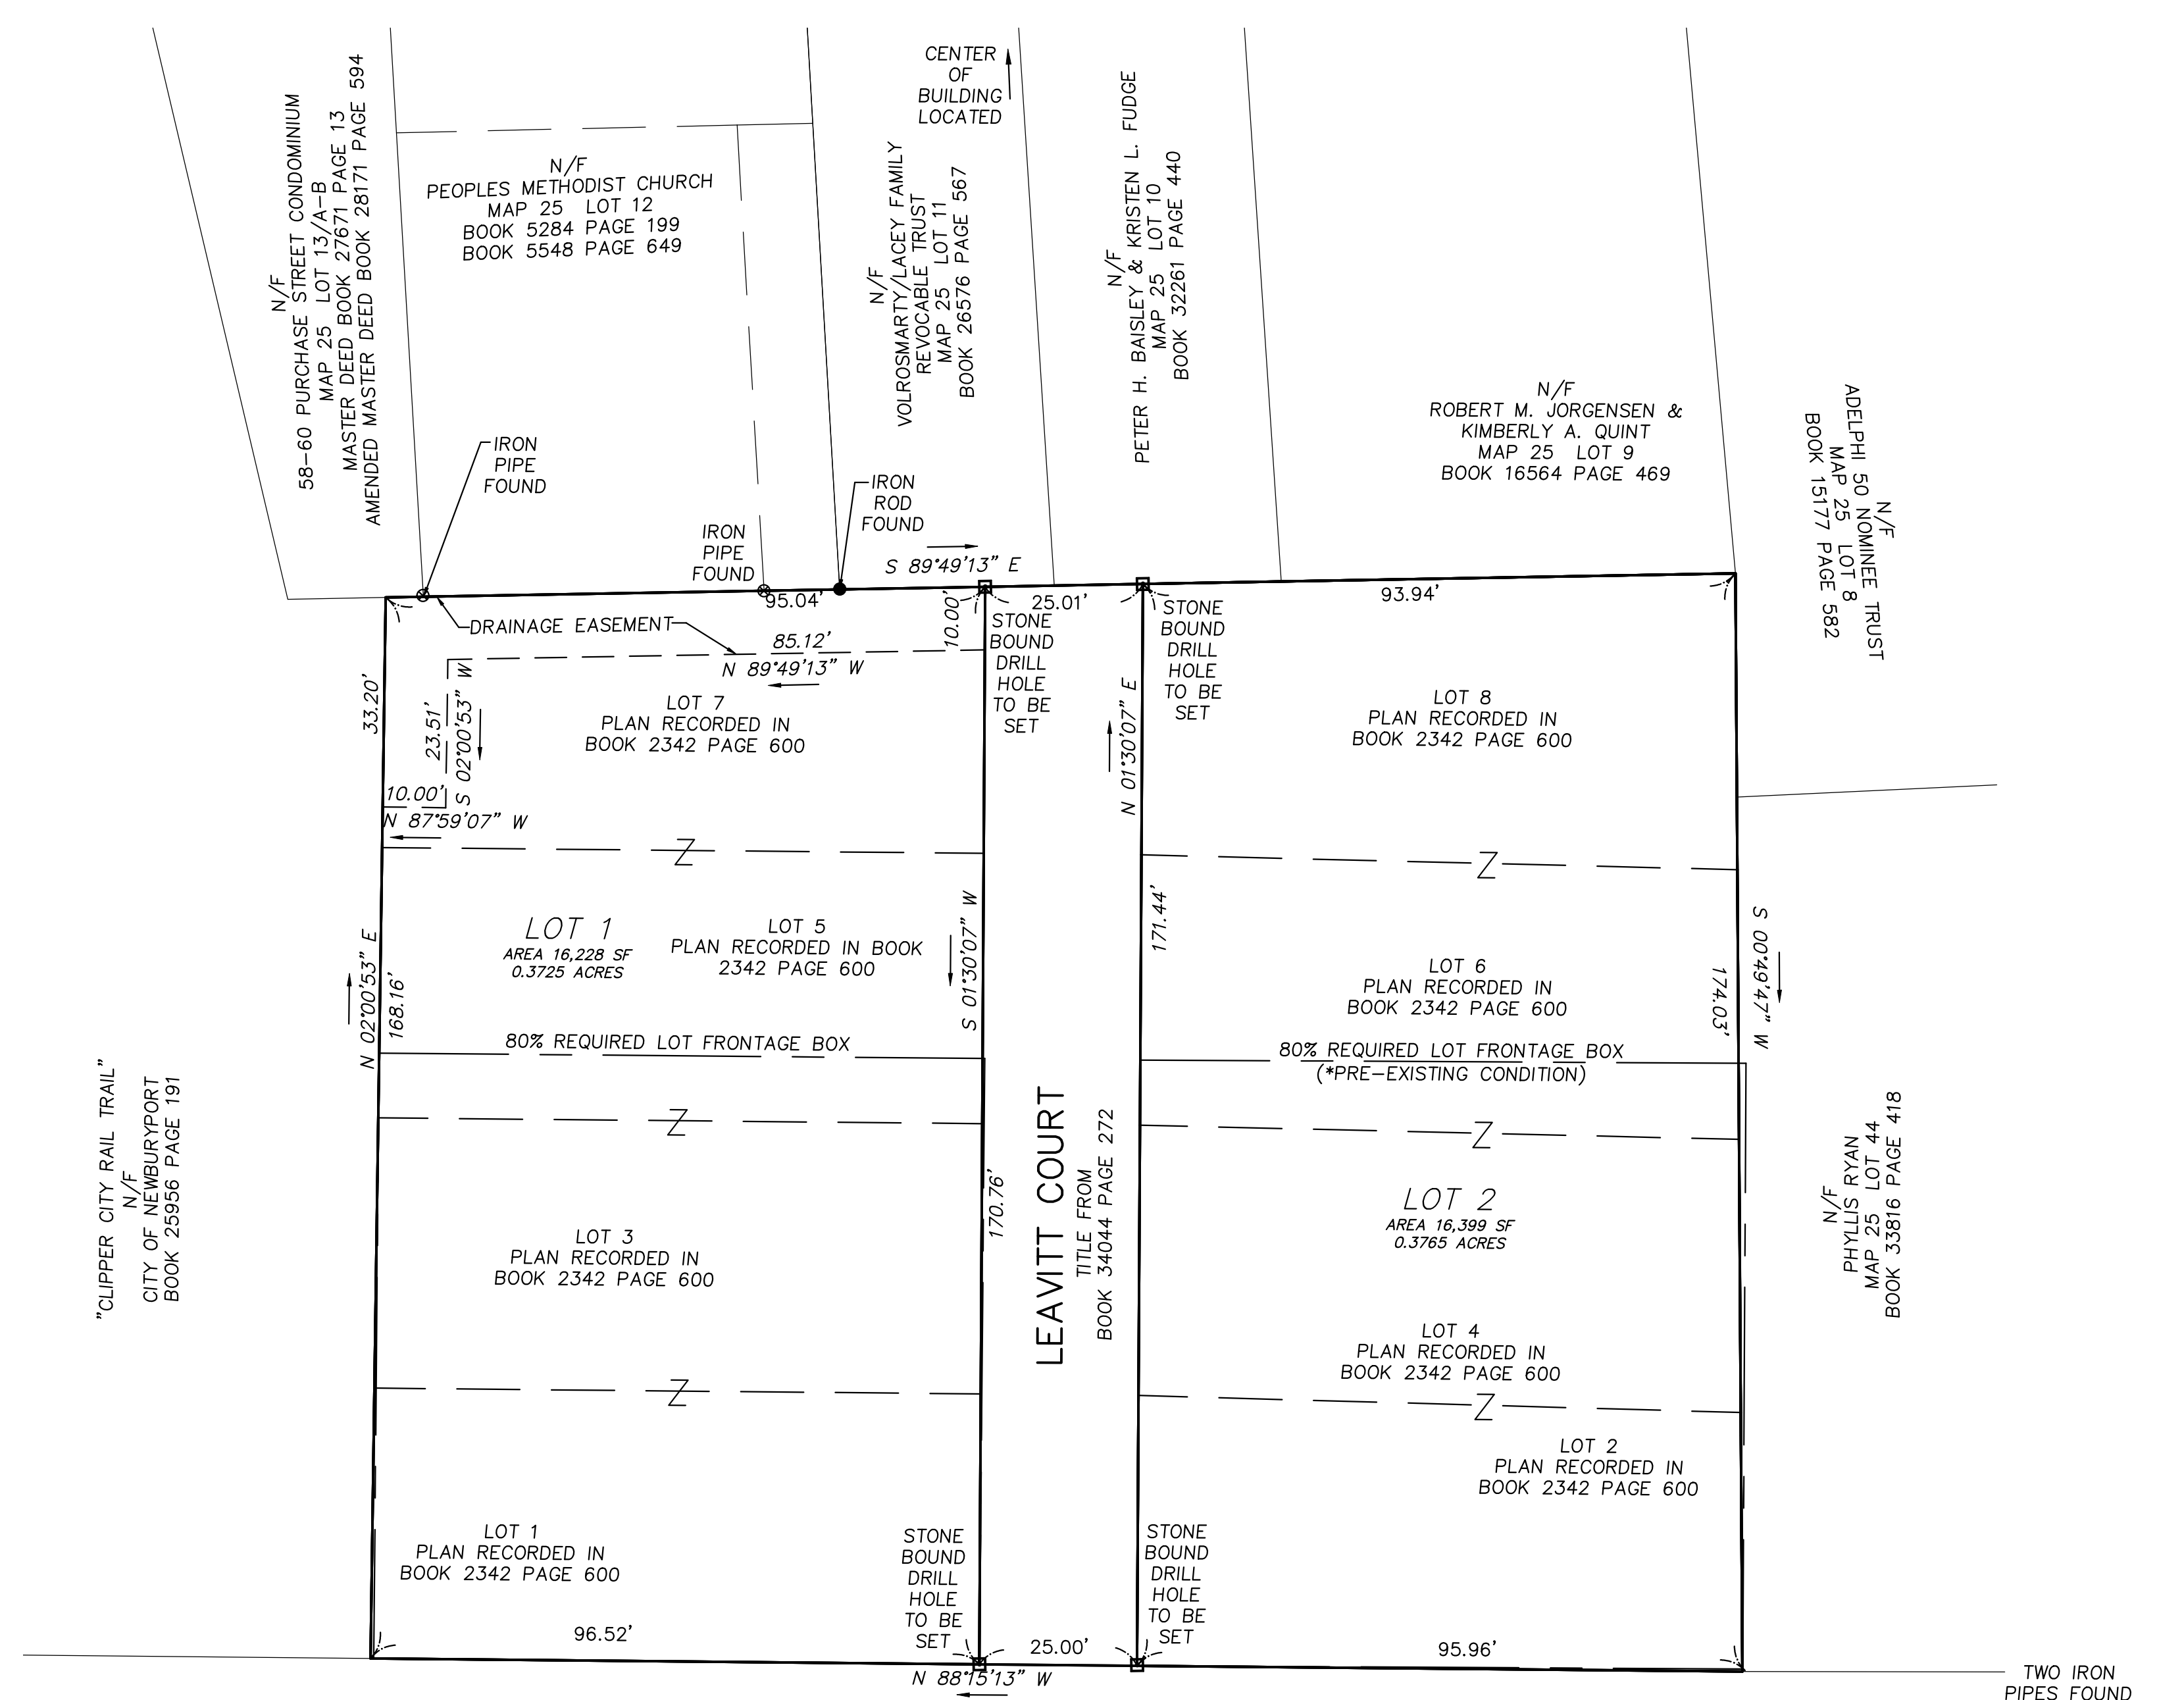 N/F
58-60 PURCHASE STREET CONDOMINIUM
MAP 25 LOT 13/A-B
MASTER DEED BOOK 27671 PAGE 13
AMENDED MASTER DEED BOOK 28171 PAGE 594
N/F
PEOPLES METHODIST CHURCH
MAP 25 LOT 12
BOOK 5284 PAGE 199
BOOK 5548 PAGE 649
CENTER
OF
BUILDING
LOCATED
N/F
VOLROSMARTY/LACEY FAMILY
REVOCABLE TRUST
MAP 25 LOT 11
BOOK 26576 PAGE 567
N/F
PETER H. BAISLEY & KRISTEN L. FUDGE
MAP 25 LOT 10
BOOK 32261 PAGE 440
N/F
ROBERT M. JORGENSEN &
KIMBERLY A. QUINT
MAP 25 LOT 9
BOOK 16564 PAGE 469
N/F
ADELPHI 50 NOMINEE TRUST
MAP 25 LOT 8
BOOK 15177 PAGE 582
IRON
PIPE
FOUND
IRON
PIPE
FOUND
IRON
ROD
FOUND
S 89°49'13" E
95.04'
25.01'
93.94'
DRAINAGE EASEMENT
85.12'
N 89°49'13" W
10.00'
33.20'
23.51'
S 02°00'53" W
10.00'
N 87°59'07" W
STONE
BOUND
DRILL
HOLE
TO BE
SET
STONE
BOUND
DRILL
HOLE
TO BE
SET
LOT 7
PLAN RECORDED IN
BOOK 2342 PAGE 600
N 01°30'07" E
LOT 8
PLAN RECORDED IN
BOOK 2342 PAGE 600
Z
Z
LOT 1
AREA 16,228 SF
0.3725 ACRES
LOT 5
PLAN RECORDED IN BOOK
2342 PAGE 600
S 01°30'07" W
171.44'
LOT 6
PLAN RECORDED IN
BOOK 2342 PAGE 600
174.03'
S 00°49'47" W
N 02°00'53" E
168.16'
80% REQUIRED LOT FRONTAGE BOX
80% REQUIRED LOT FRONTAGE BOX
(*PRE-EXISTING CONDITION)
Z
Z
"CLIPPER CITY RAIL TRAIL"
N/F
CITY OF NEWBURYPORT
BOOK 25956 PAGE 191
LOT 3
PLAN RECORDED IN
BOOK 2342 PAGE 600
170.76'
LEAVITT COURT
TITLE FROM
BOOK 34044 PAGE 272
LOT 2
AREA 16,399 SF
0.3765 ACRES
N/F
PHYLLIS RYAN
MAP 25 LOT 44
BOOK 33816 PAGE 418
LOT 4
PLAN RECORDED IN
BOOK 2342 PAGE 600
Z
Z
LOT 2
PLAN RECORDED IN
BOOK 2342 PAGE 600
LOT 1
PLAN RECORDED IN
BOOK 2342 PAGE 600
STONE
BOUND
DRILL
HOLE
TO BE
SET
STONE
BOUND
DRILL
HOLE
TO BE
SET
96.52'
25.00'
95.96'
N 88°15'13" W
TWO IRON
PIPES FOUND